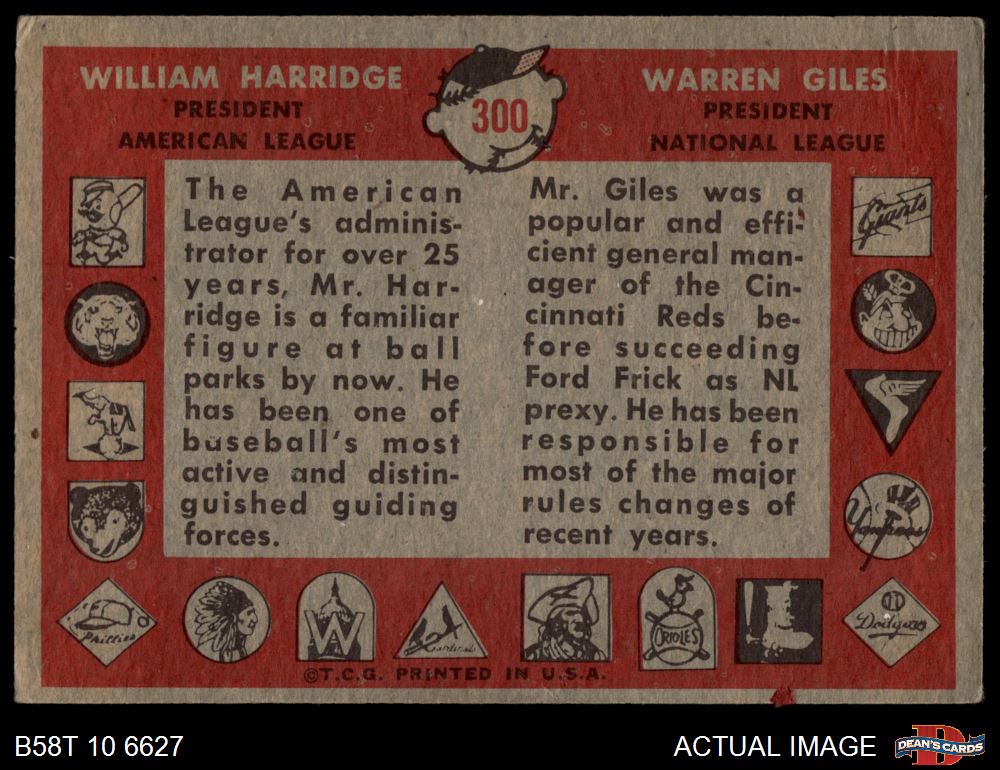 WILLIAM HARRIDGE
PRESIDENT
AMERICAN LEAGUE
300
WARREN GILES
PRESIDENT
NATIONAL LEAGUE
The American
League's adminis-
trator for over 25
years, Mr. Har-
ridge is a familiar
figure at ball
parks by now. He
has been one of
baseball's most
active and distin-
guished guiding
forces.
Mr. Giles was a
popular and effi-
cient general man-
ager of the Cin-
cinnati Reds be-
fore succeeding
Ford Frick as NL
prexy. He has been
responsible for
most of the major
rules changes of
recent years.
Giants
Yankees
Phillies
W
Cardinals
ORIOLES
Dodgers
©T.C.G. PRINTED IN U.S.A.
B58T 10 6627
ACTUAL IMAGE
D
DEAN'S CARDS